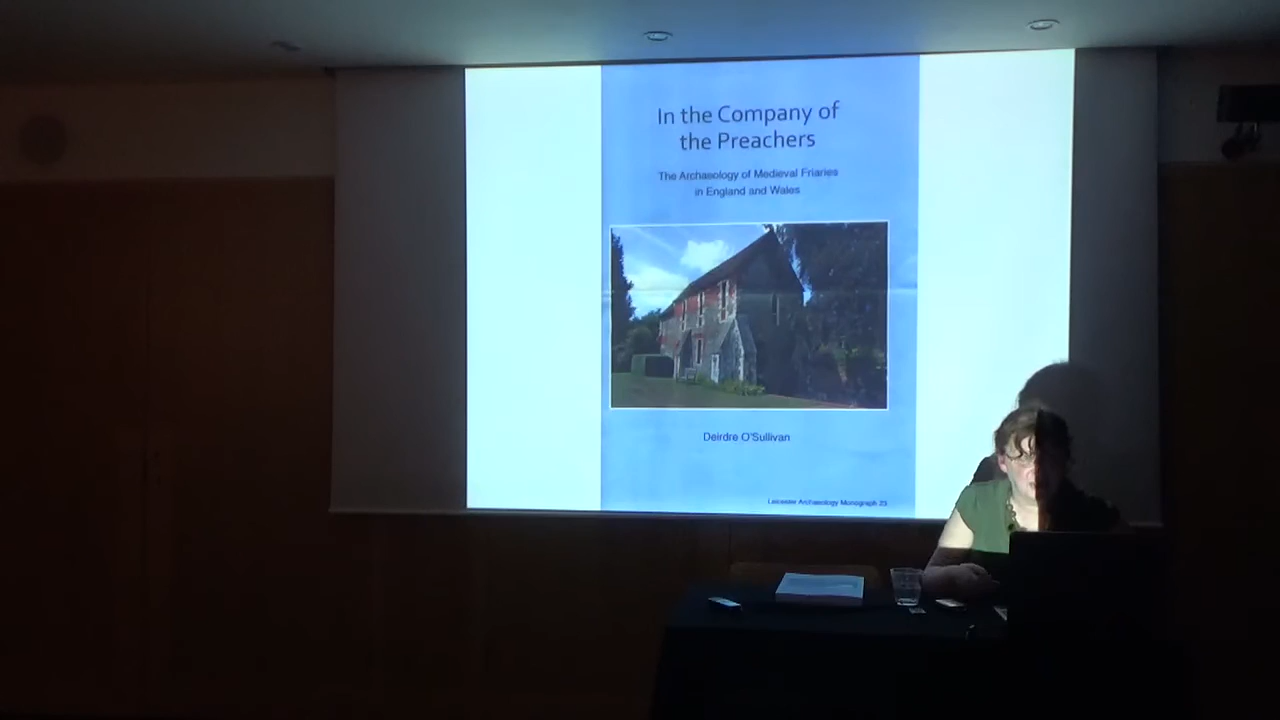 In the Company of
the Preachers
The Archaeology of Medieval Friaries
in England and Wales
Deirdre O'Sullivan
Leicester Archaeology Monograph 23